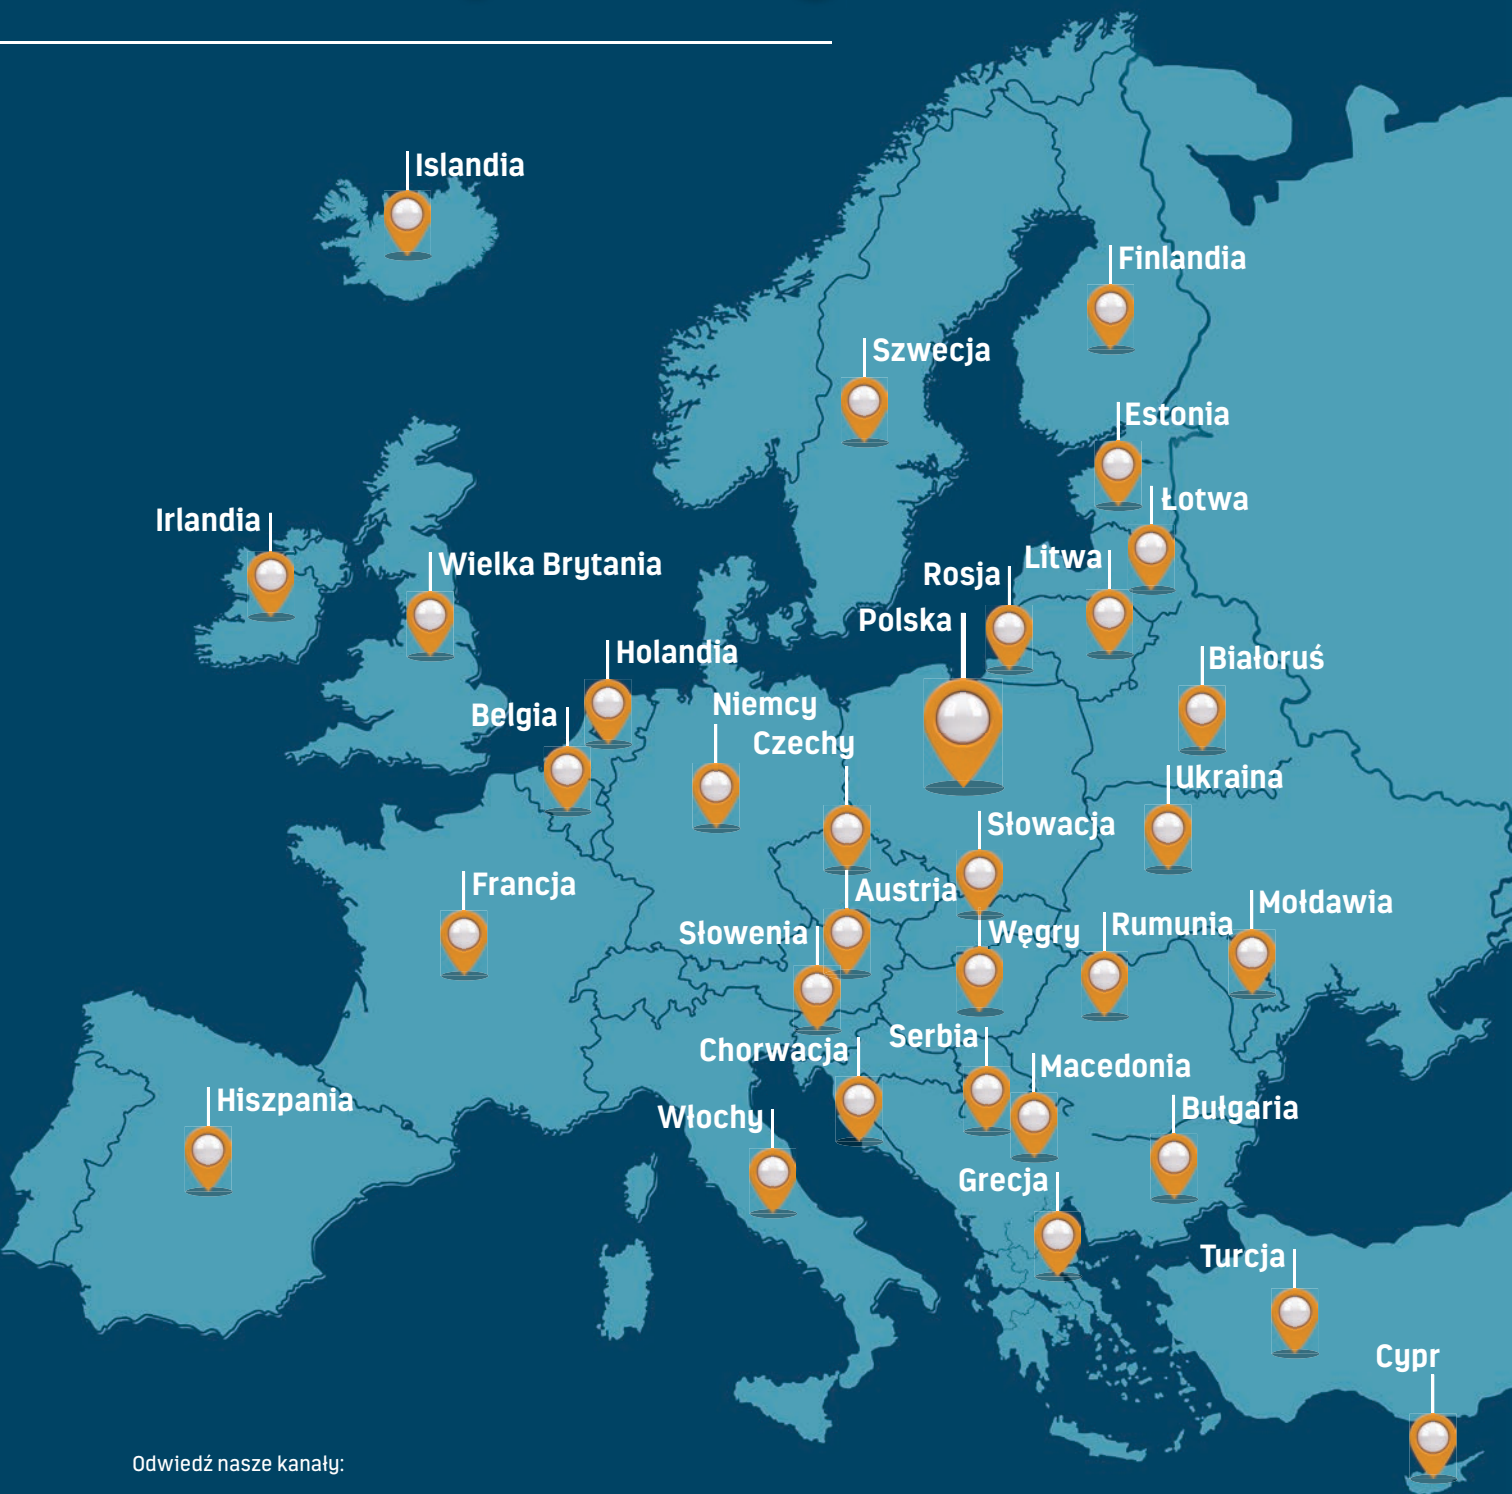 Islandia
Finlandia
Szwecja
Estonia
Łotwa
Irlandia
Wielka Brytania
Litwa
Rosja
Polska
Holandia
Białoruś
Niemcy
Belgia
Czechy
Ukraina
Słowacja
Francja
Austria
Mołdawia
Rumunia
Węgry
Słowenia
Serbia
Chorwacja
Macedonia
Hiszpania
Bułgaria
Włochy
Grecja
Turcja
Cypr
Odwiedź nasze kanały: